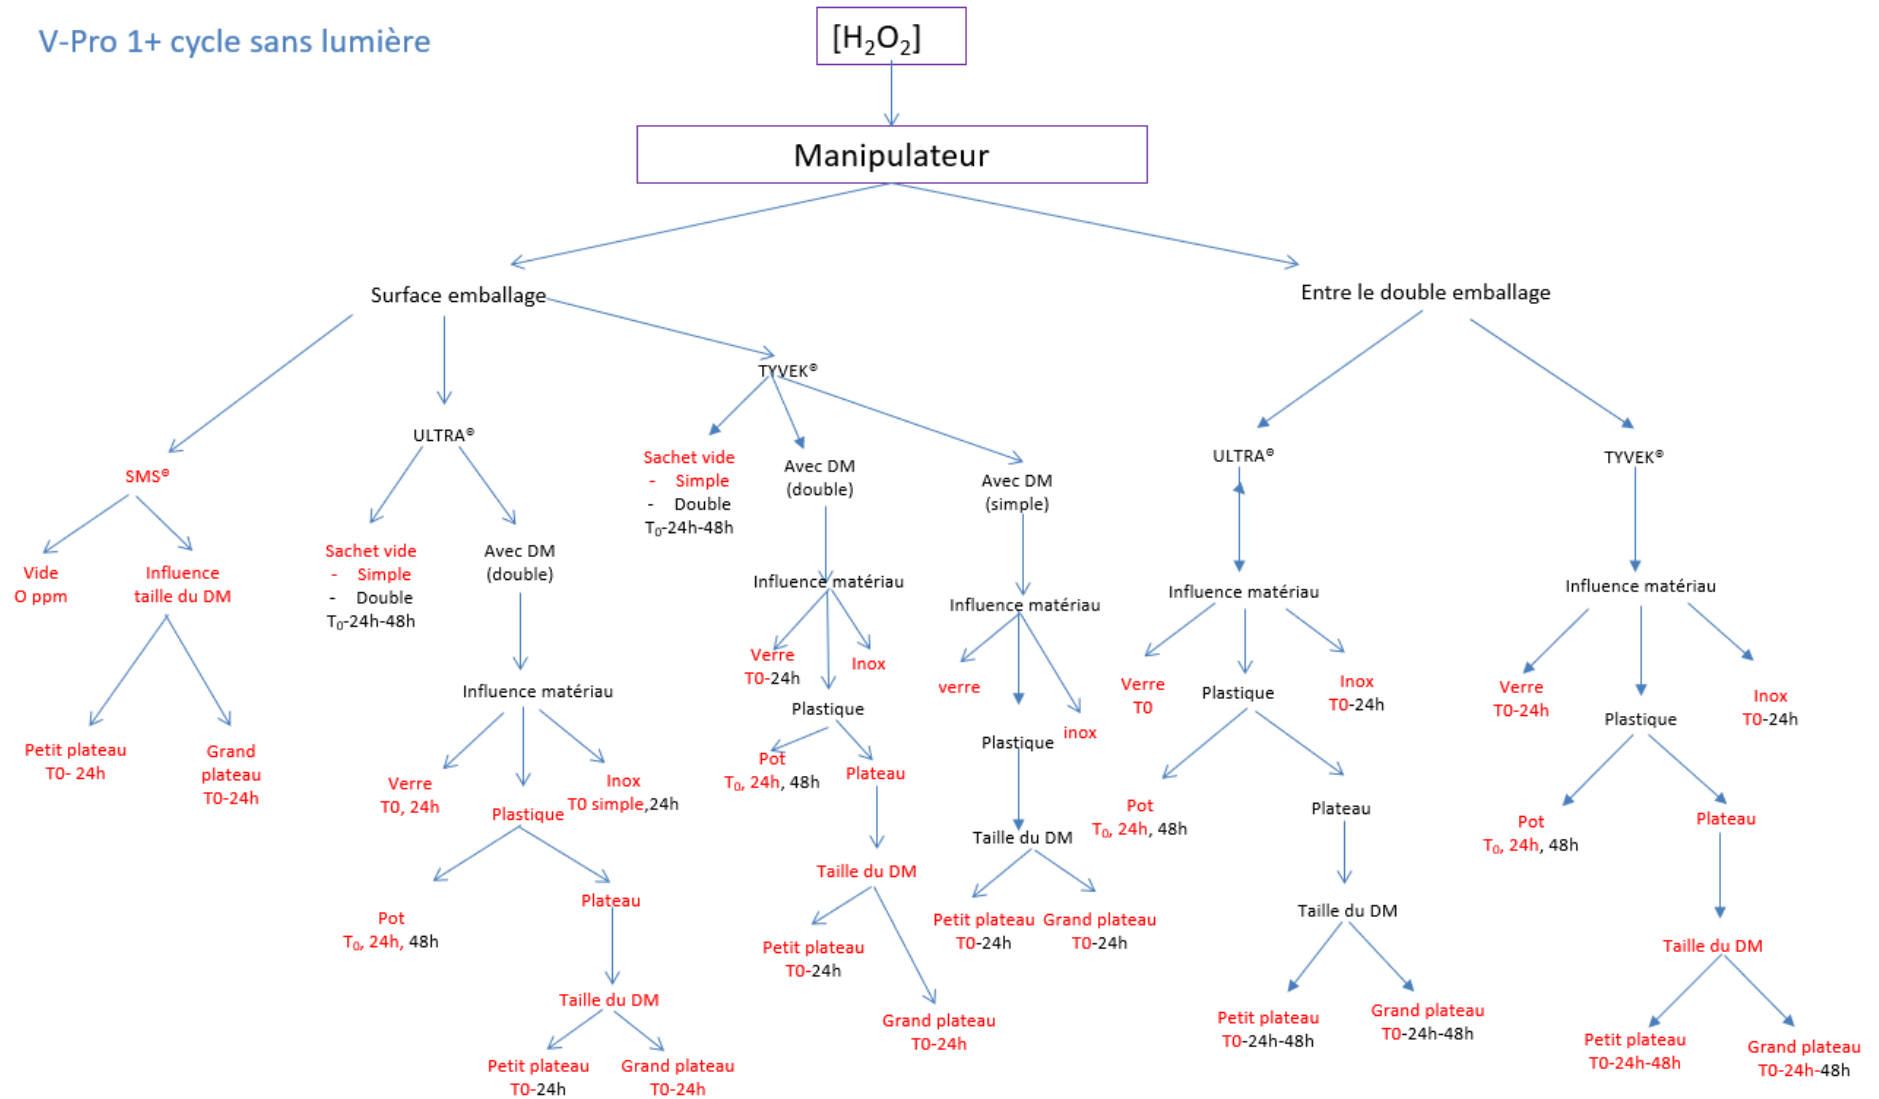 V-Pro 1+ cycle sans lumière
[H₂O₂]
Manipulateur
Surface emballage
Entre le double emballage
SMS®
Vide
O ppm
Influence
taille du DM
Petit plateau
T0- 24h
Grand
plateau
T0-24h
ULTRA®
Sachet vide
- Simple
- Double
T₀-24h-48h
Avec DM
(double)
Influence matériau
Verre
T0, 24h
Plastique
Inox
T0 simple,24h
Pot
T₀, 24h, 48h
Plateau
Taille du DM
Petit plateau
T0-24h
Grand plateau
T0-24h
TYVEK®
Sachet vide
- Simple
- Double
T₀-24h-48h
Avec DM
(double)
Influence matériau
Verre
T0-24h
Inox
Plastique
Pot
T₀, 24h, 48h
Plateau
Taille du DM
Petit plateau
T0-24h
Grand plateau
T0-24h
Avec DM
(simple)
Influence matériau
verre
Plastique
inox
Taille du DM
Petit plateau
T0-24h
Grand plateau
T0-24h
ULTRA®
Influence matériau
Verre
T0
Plastique
Inox
T0-24h
Pot
T₀, 24h, 48h
Plateau
Taille du DM
Petit plateau
T0-24h-48h
Grand plateau
T0-24h-48h
TYVEK®
Influence matériau
Verre
T0-24h
Plastique
Inox
T0-24h
Pot
T₀, 24h, 48h
Plateau
Taille du DM
Petit plateau
T0-24h-48h
Grand plateau
T0-24h-48h